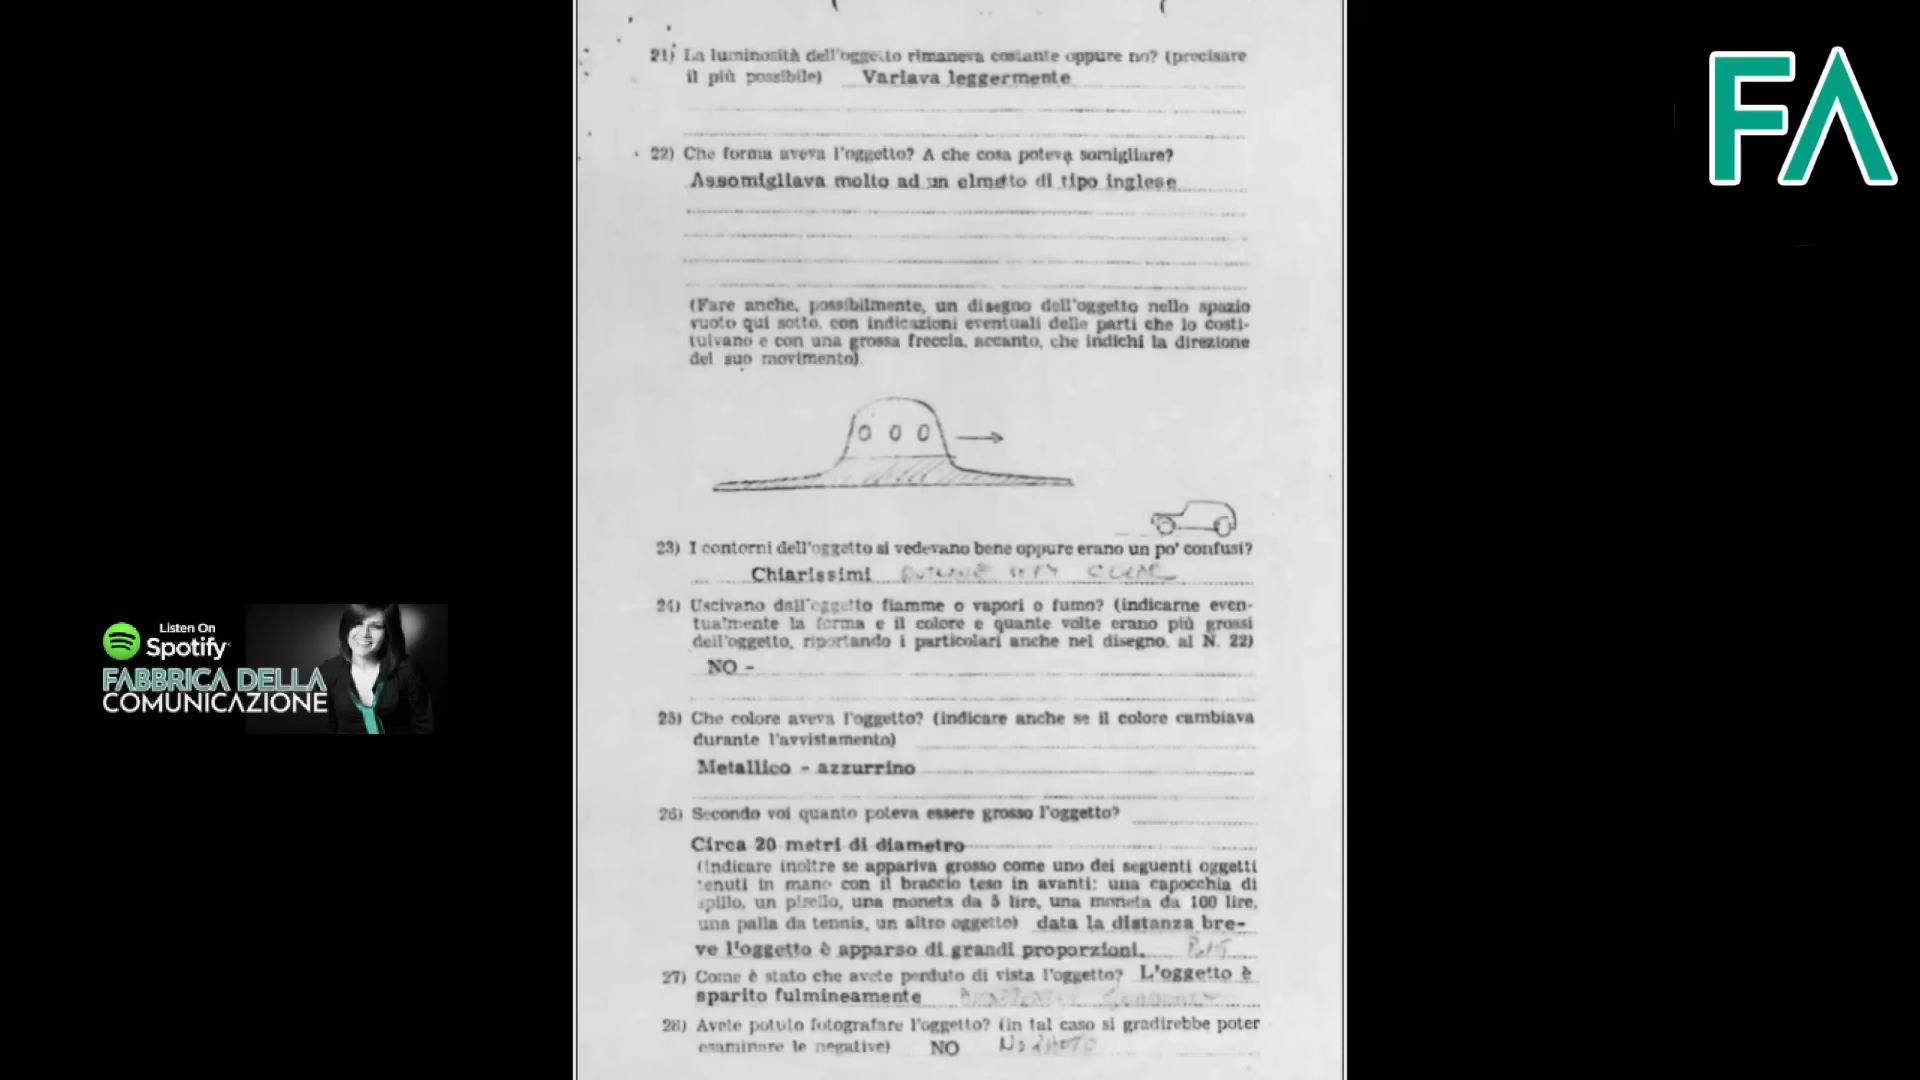 21) La luminosità dell'oggetto rimaneva costante oppure no? (precisare
il più possibile) Variava leggermente
22) Che forma aveva l'oggetto? A che cosa poteva somigliare?
Assomigliava molto ad un elmetto di tipo inglese
(Fare anche, possibilmente, un disegno dell'oggetto nello spazio
vuoto qui sotto, con indicazioni eventuali delle parti che lo costi-
tuivano e con una grossa freccia, accanto, che indichi la direzione
del suo movimento).
23) I contorni dell'oggetto si vedevano bene oppure erano un po' confusi?
Chiarissimi OUTLINE VERY CLEAR
24) Uscivano dall'oggetto fiamme o vapori o fumo? (indicarne even-
tualmente la forma e il colore e quante volte erano più grossi
dell'oggetto, riportando i particolari anche nel disegno, al N. 22)
NO -
25) Che colore aveva l'oggetto? (indicare anche se il colore cambiava
durante l'avvistamento)
Metallico - azzurrino
26) Secondo voi quanto poteva essere grosso l'oggetto?
Circa 20 metri di diametro
(indicare inoltre se appariva grosso come uno dei seguenti oggetti
tenuti in mano con il braccio teso in avanti: una capocchia di
spillo, un pisello, una moneta da 5 lire, una moneta da 100 lire,
una palla da tennis, un altro oggetto) data la distanza bre-
ve l'oggetto è apparso di grandi proporzioni. BIG
27) Come è stato che avete perduto di vista l'oggetto? L'oggetto è
sparito fulmineamente
28) Avete potuto fotografare l'oggetto? (in tal caso si gradirebbe poter
esaminare le negative) NO NO PHOTO
FA
Listen On
Spotify
FABBRICA DELLA
COMUNICAZIONE